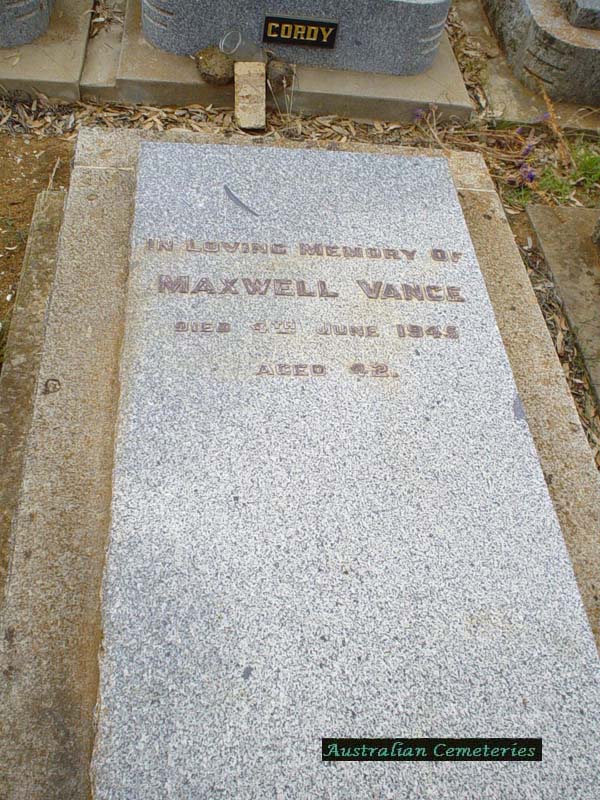 CORDY
IN LOVING MEMORY OF
MAXWELL VANCE
DIED 4TH JUNE 1945
AGED 42.
Australian Cemeteries